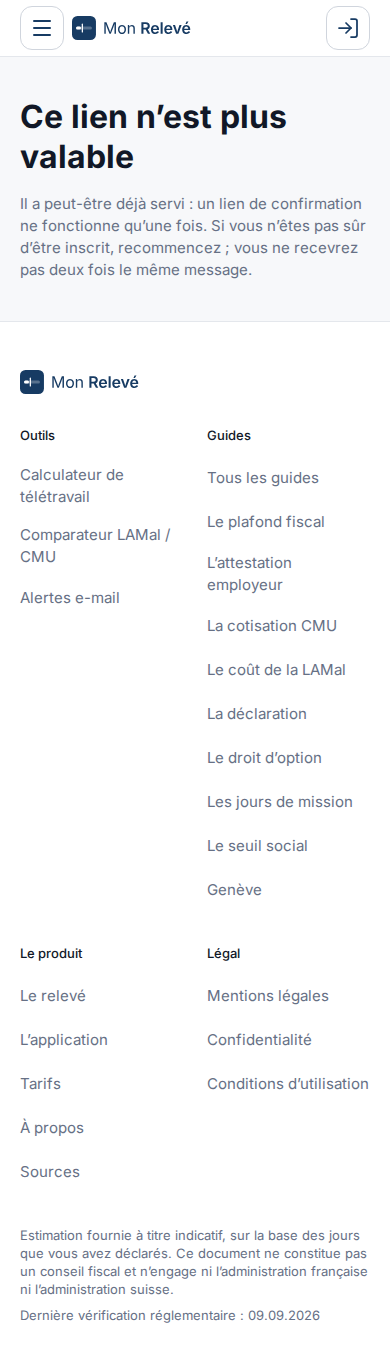 Mon Relevé
Ce lien n’est plus
valable
Il a peut-être déjà servi : un lien de confirmation
ne fonctionne qu’une fois. Si vous n’êtes pas sûr
d’être inscrit, recommencez ; vous ne recevrez
pas deux fois le même message.
Mon Relevé
Outils
Calculateur de
télétravail
Comparateur LAMal /
CMU
Alertes e-mail
Guides
Tous les guides
Le plafond fiscal
L’attestation
employeur
La cotisation CMU
Le coût de la LAMal
La déclaration
Le droit d’option
Les jours de mission
Le seuil social
Genève
Le produit
Le relevé
L’application
Tarifs
À propos
Sources
Légal
Mentions légales
Confidentialité
Conditions d’utilisation
Estimation fournie à titre indicatif, sur la base des jours
que vous avez déclarés. Ce document ne constitue pas
un conseil fiscal et n’engage ni l’administration française
ni l’administration suisse.
Dernière vérification réglementaire : 09.09.2026